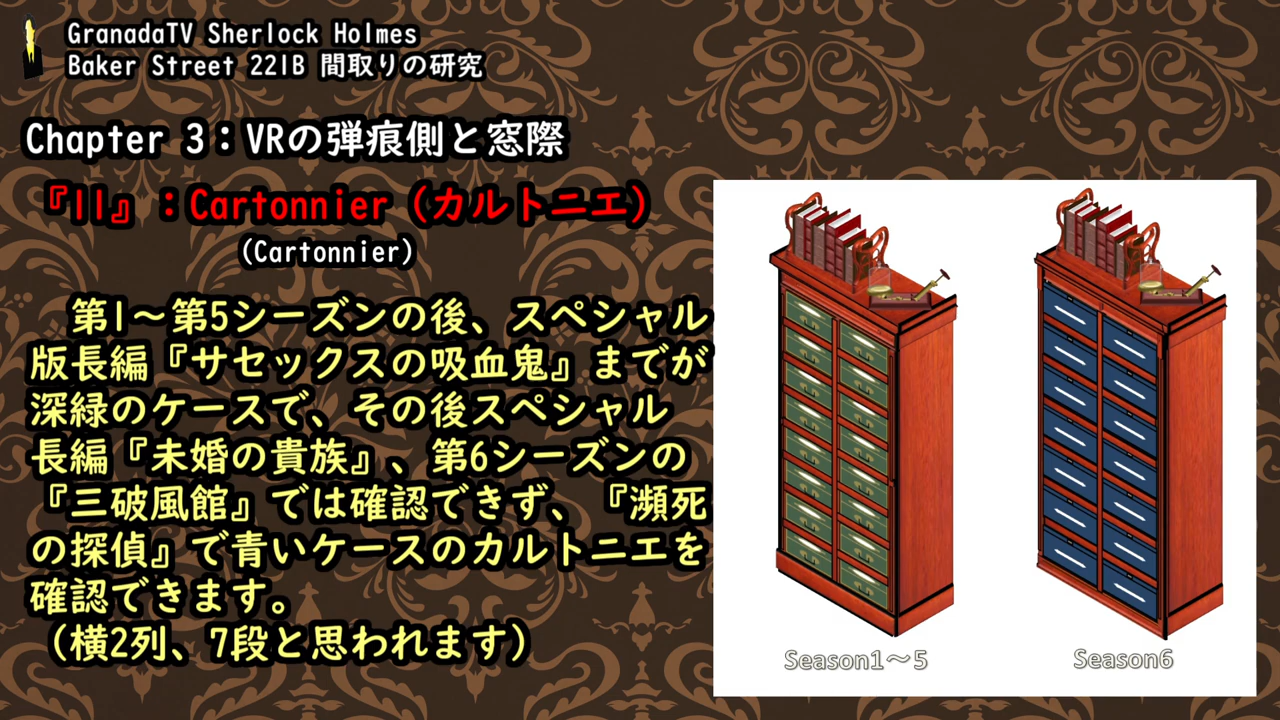 GranadaTV Sherlock Holmes
Baker Street 221B 間取りの研究
Chapter 3：VRの弾痕側と窓際
『11』：Cartonnier（カルトニエ）
（Cartonnier）
第1～第5シーズンの後、スペシャル
版長編『サセックスの吸血鬼』までが
深緑のケースで、その後スペシャル
長編『未婚の貴族』、第6シーズンの
『三破風館』では確認できず、『瀕死
の探偵』で青いケースのカルトニエを
確認できます。
（横2列、7段と思われます）
Season1～5
Season6